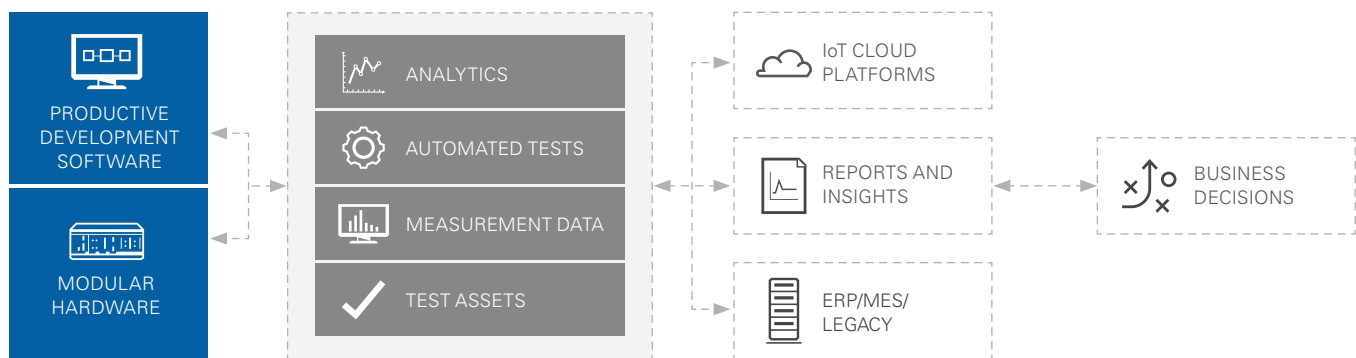 PRODUCTIVE
DEVELOPMENT
SOFTWARE
MODULAR
HARDWARE
ANALYTICS
AUTOMATED TESTS
MEASUREMENT DATA
TEST ASSETS
IoT CLOUD
PLATFORMS
REPORTS AND
INSIGHTS
ERP/MES/
LEGACY
BUSINESS
DECISIONS